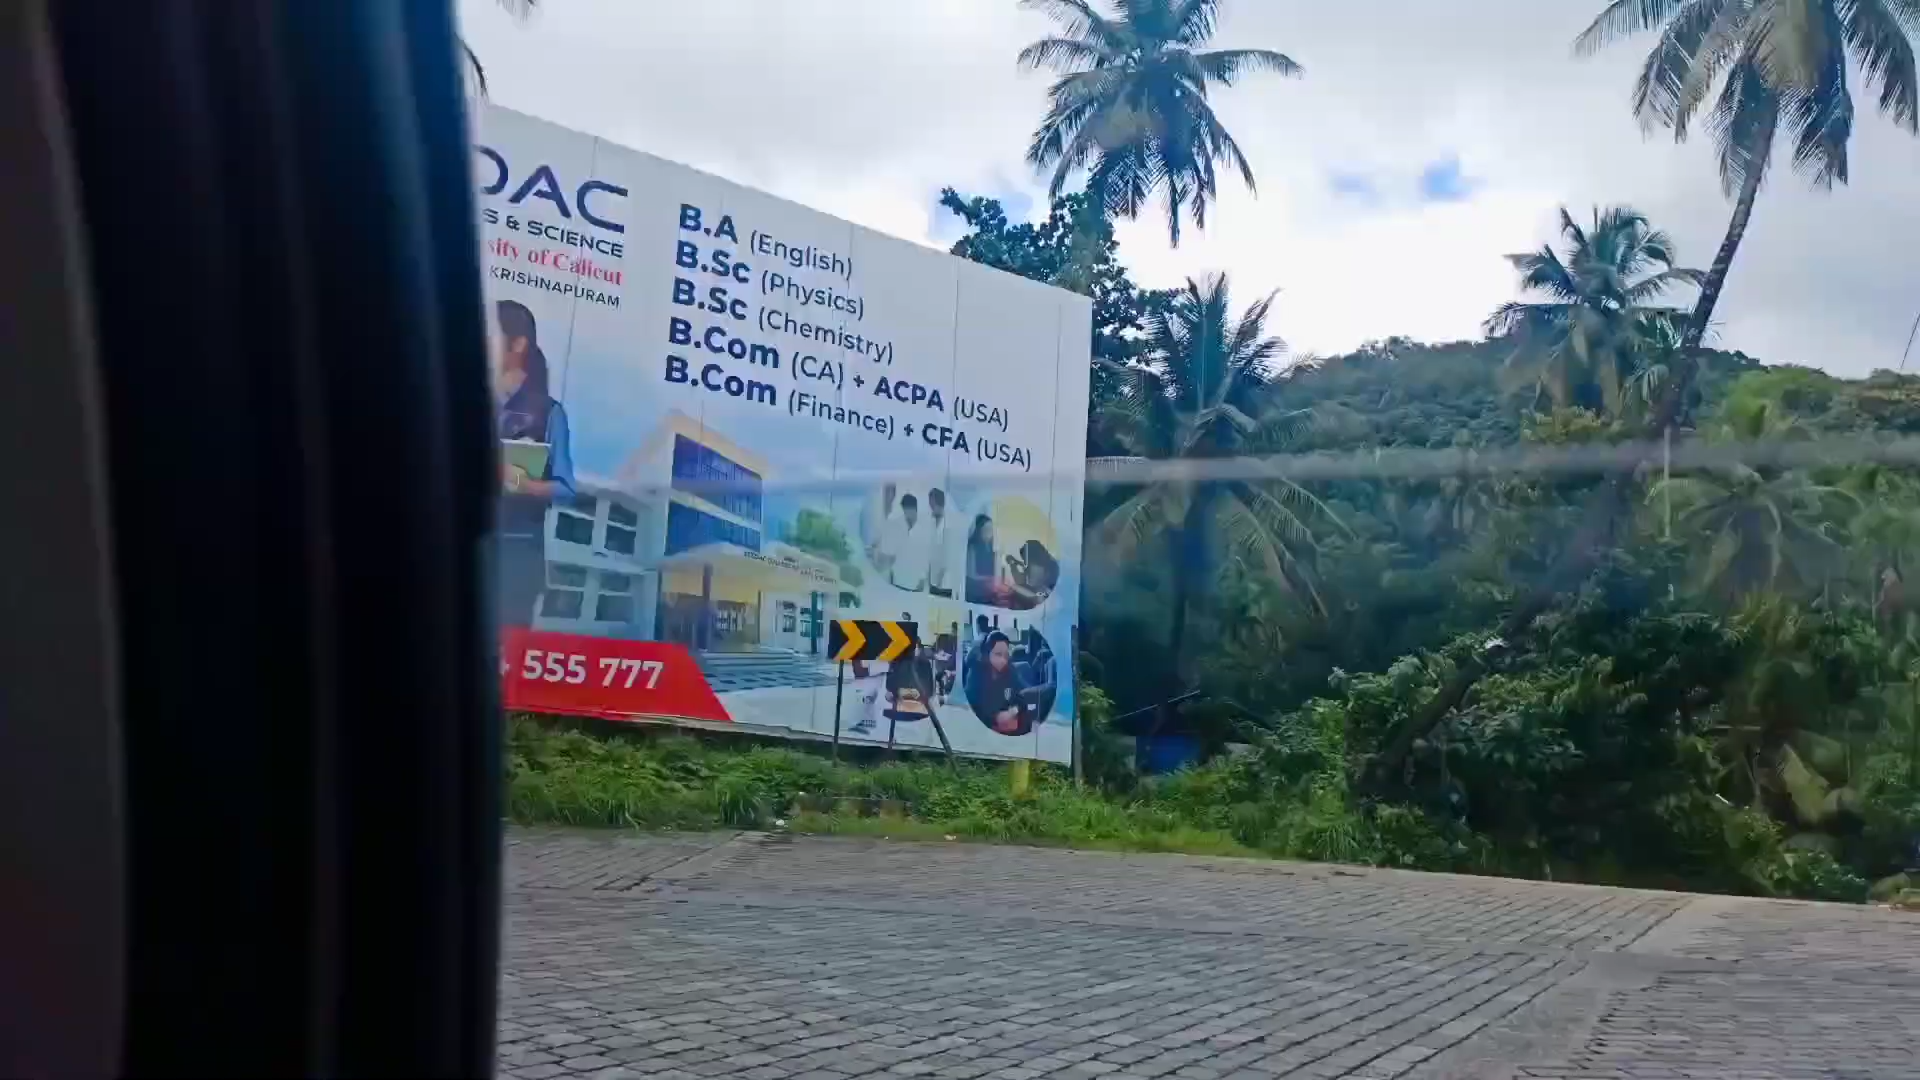 DAC
S & SCIENCE
sity of Calicut
KRISHNAPURAM
B.A (English)
B.Sc (Physics)
B.Sc (Chemistry)
B.Com (CA) + ACPA (USA)
B.Com (Finance) + CFA (USA)
555 777